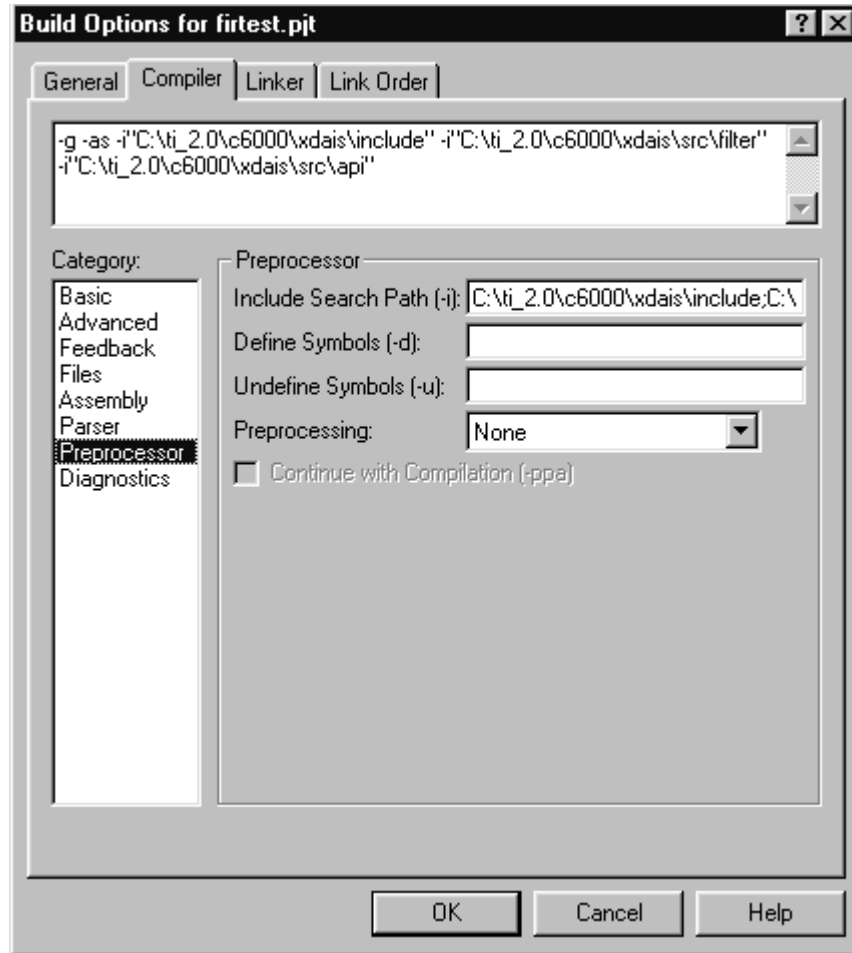 Build Options for firtest.pjt
General Compiler Linker Link Order
-g -as -i"C:\ti_2.0\c6000\xdais\include" -i"C:\ti_2.0\c6000\xdais\src\filter"
-i"C:\ti_2.0\c6000\xdais\src\api"
Category:
Basic
Advanced
Feedback
Files
Assembly
Parser
Preprocessor
Diagnostics
Preprocessor
Include Search Path (-i): C:\ti_2.0\c6000\xdais\include;C:\
Define Symbols (-d):
Undefine Symbols (-u):
Preprocessing: None
Continue with Compilation (-ppa)
OK Cancel Help